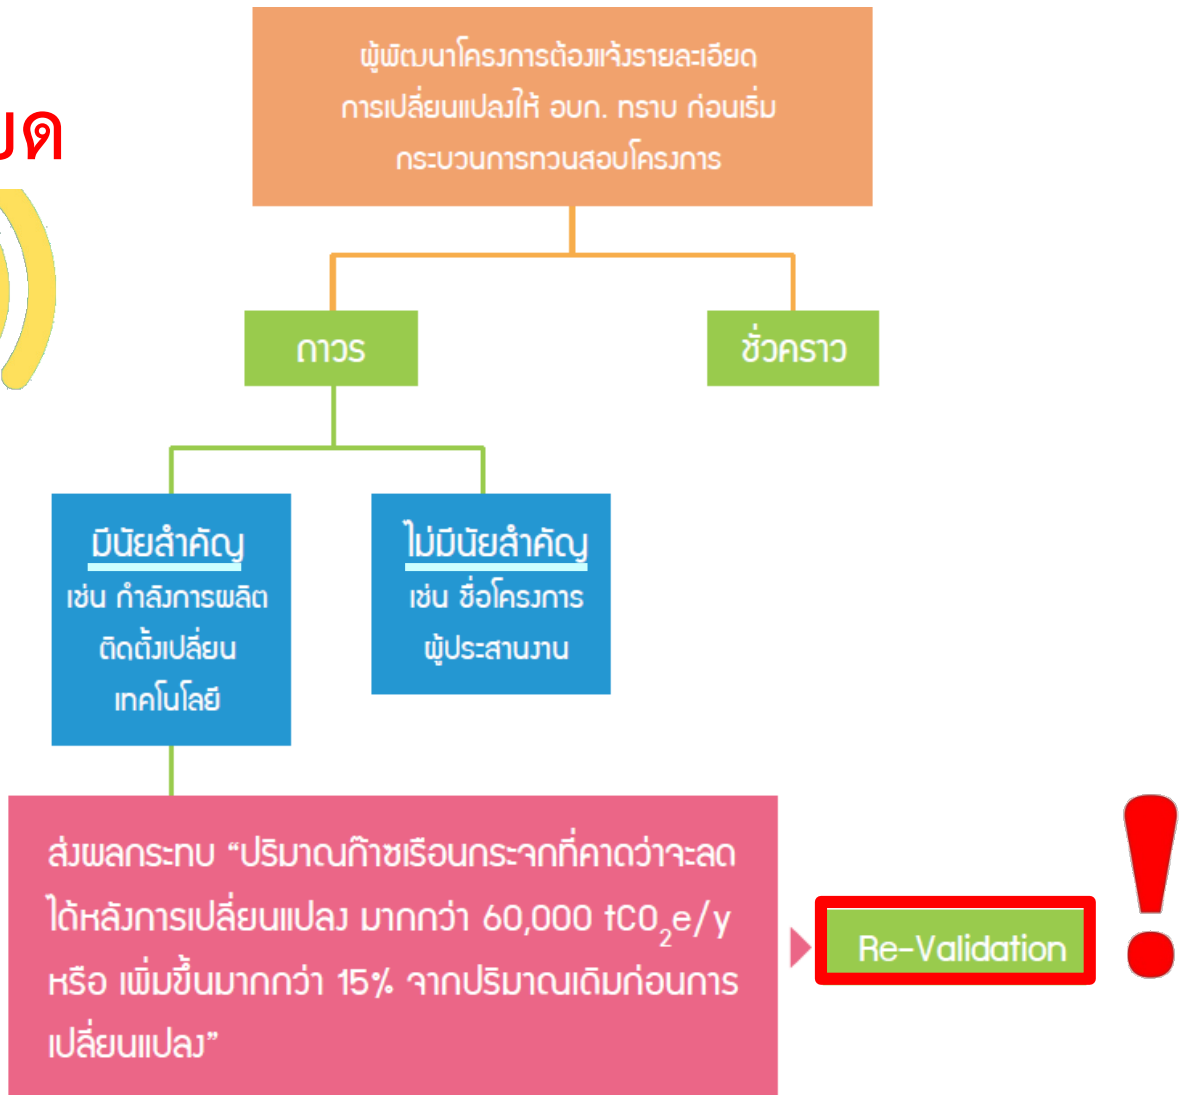 ผู้พัฒนาโครงการต้องแจ้งรายละเอียด
การเปลี่ยนแปลงให้ อบก. ทราบ ก่อนเริ่ม
กระบวนการทวนสอบโครงการ
ถาวร
ชั่วคราว
มีนัยสำคัญ
เช่น กำลังการผลิต
ติดตั้งเปลี่ยน
เทคโนโลยี
ไม่มีนัยสำคัญ
เช่น ชื่อโครงการ
ผู้ประสานงาน
ส่งผลกระทบ “ปริมาณก๊าซเรือนกระจกที่คาดว่าจะลด
ได้หลังการเปลี่ยนแปลง มากกว่า 60,000 tCO₂e/y
หรือ เพิ่มขึ้นมากกว่า 15% จากปริมาณเดิมก่อนการ
เปลี่ยนแปลง”
Re-Validation
!